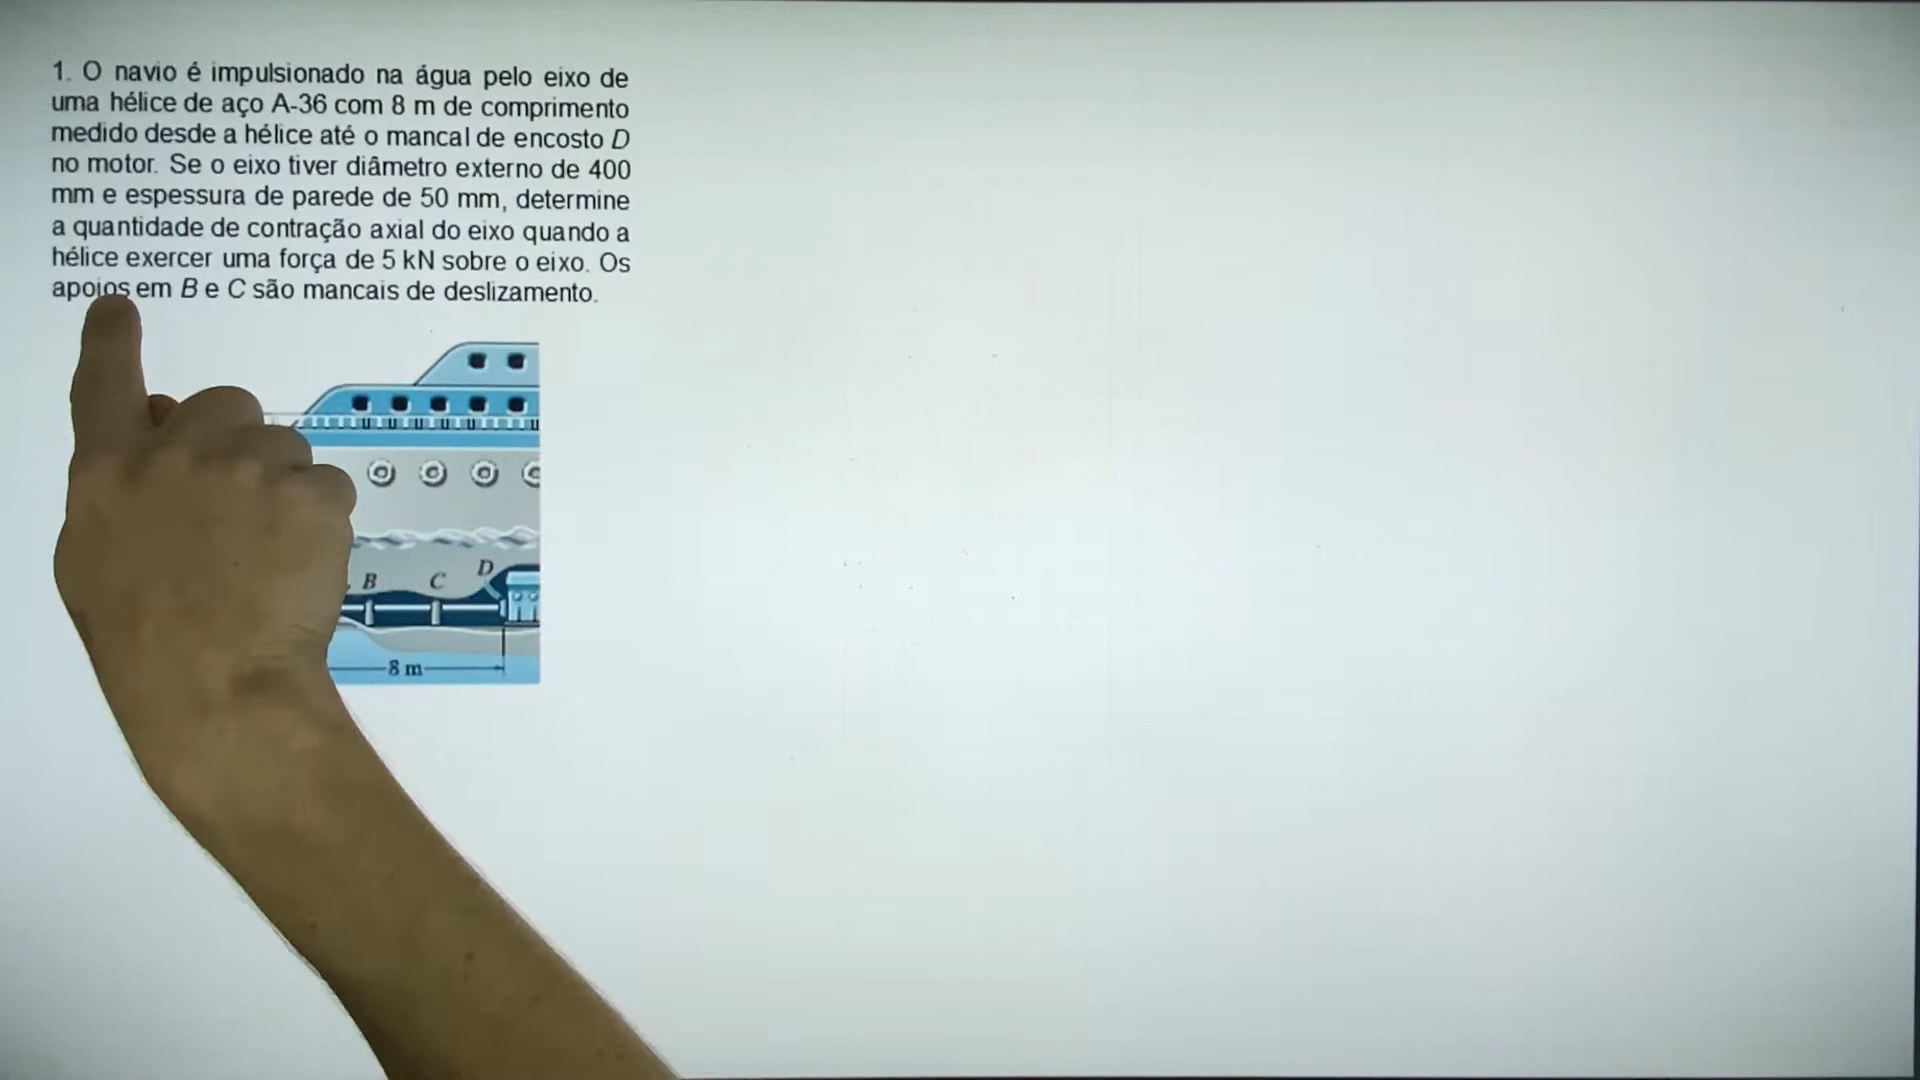 1. O navio é impulsionado na água pelo eixo de
uma hélice de aço A-36 com 8 m de comprimento
medido desde a hélice até o mancal de encosto D
no motor. Se o eixo tiver diâmetro externo de 400
mm e espessura de parede de 50 mm, determine
a quantidade de contração axial do eixo quando a
hélice exercer uma força de 5 kN sobre o eixo. Os
apoios em B e C são mancais de deslizamento.
D
B C
8 m